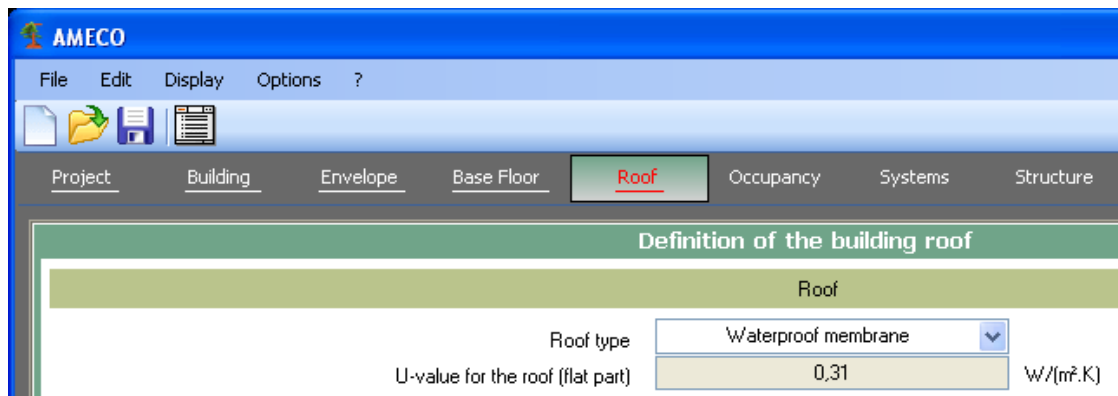 AMECO
File Edit Display Options ?
Project Building Envelope Base Floor Roof Occupancy Systems Structure
Definition of the building roof
Roof
Roof type Waterproof membrane
U-value for the roof (flat part) 0,31 W/(m².K)